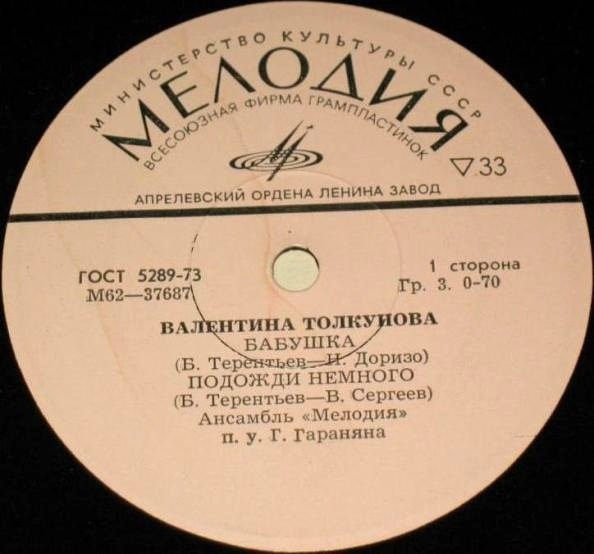 МИНИСТЕРСТВО КУЛЬТУРЫ СССР
МЕЛОДИЯ
ВСЕСОЮЗНАЯ ФИРМА ГРАМПЛАСТИНОК
▽33
АПРЕЛЕВСКИЙ ОРДЕНА ЛЕНИНА ЗАВОД
ГОСТ 5289-73
М62—37687
1 сторона
Гр. 3. 0-70
ВАЛЕНТИНА ТОЛКУНОВА
БАБУШКА
(Б. Терентьев—Н. Доризо)
ПОДОЖДИ НЕМНОГО
(Б. Терентьев—В. Сергеев)
Ансамбль «Мелодия»
п. у. Г. Гараняна